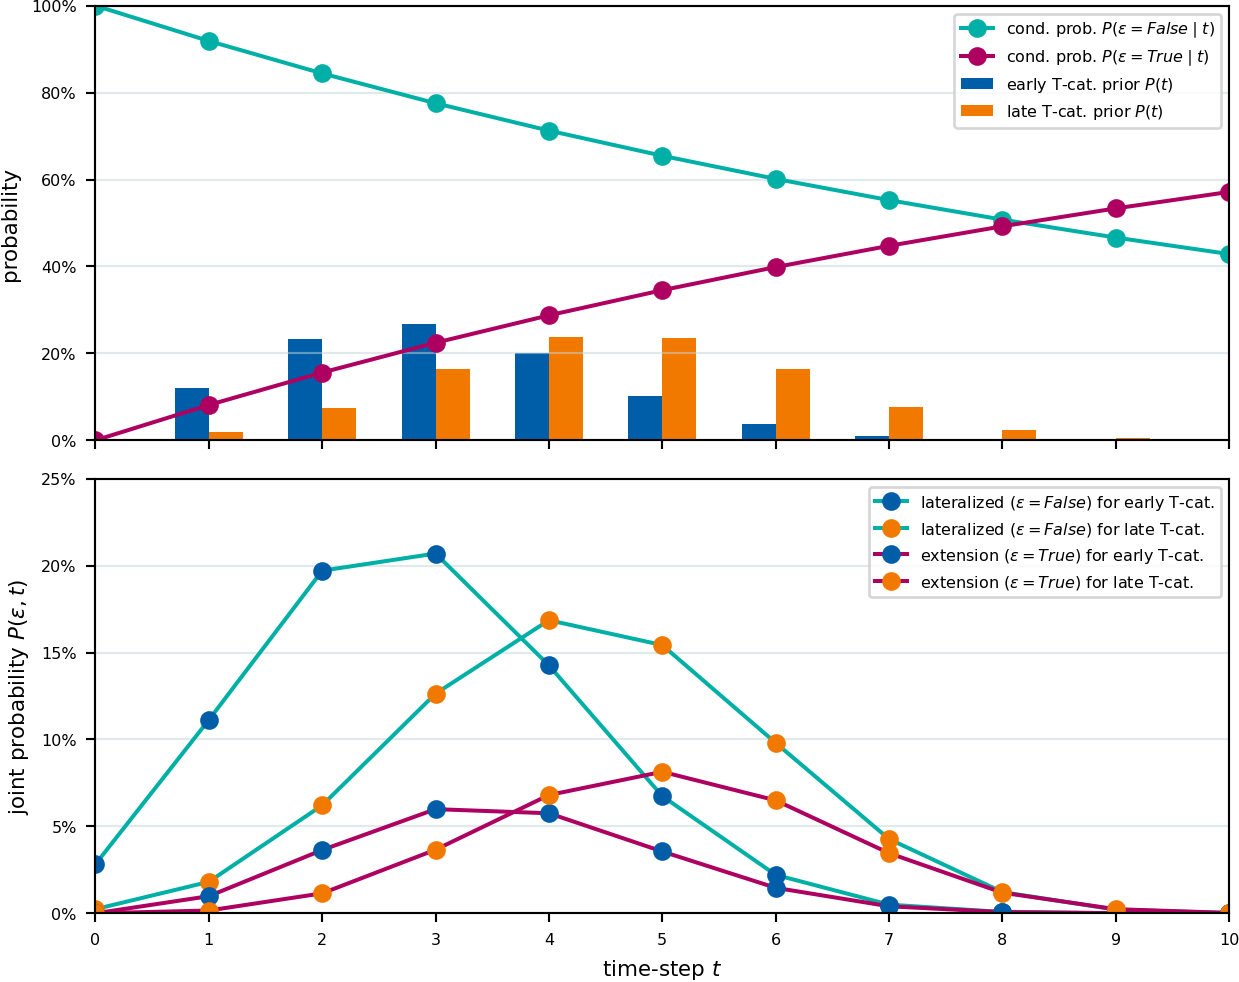 100%
80%
60%
40%
20%
0%
probability
cond. prob. P(ε = False | t)
cond. prob. P(ε = True | t)
early T-cat. prior P(t)
late T-cat. prior P(t)
25%
20%
15%
10%
5%
0%
joint probability P(ε, t)
lateralized (ε = False) for early T-cat.
lateralized (ε = False) for late T-cat.
extension (ε = True) for early T-cat.
extension (ε = True) for late T-cat.
0 1 2 3 4 5 6 7 8 9 10
time-step t